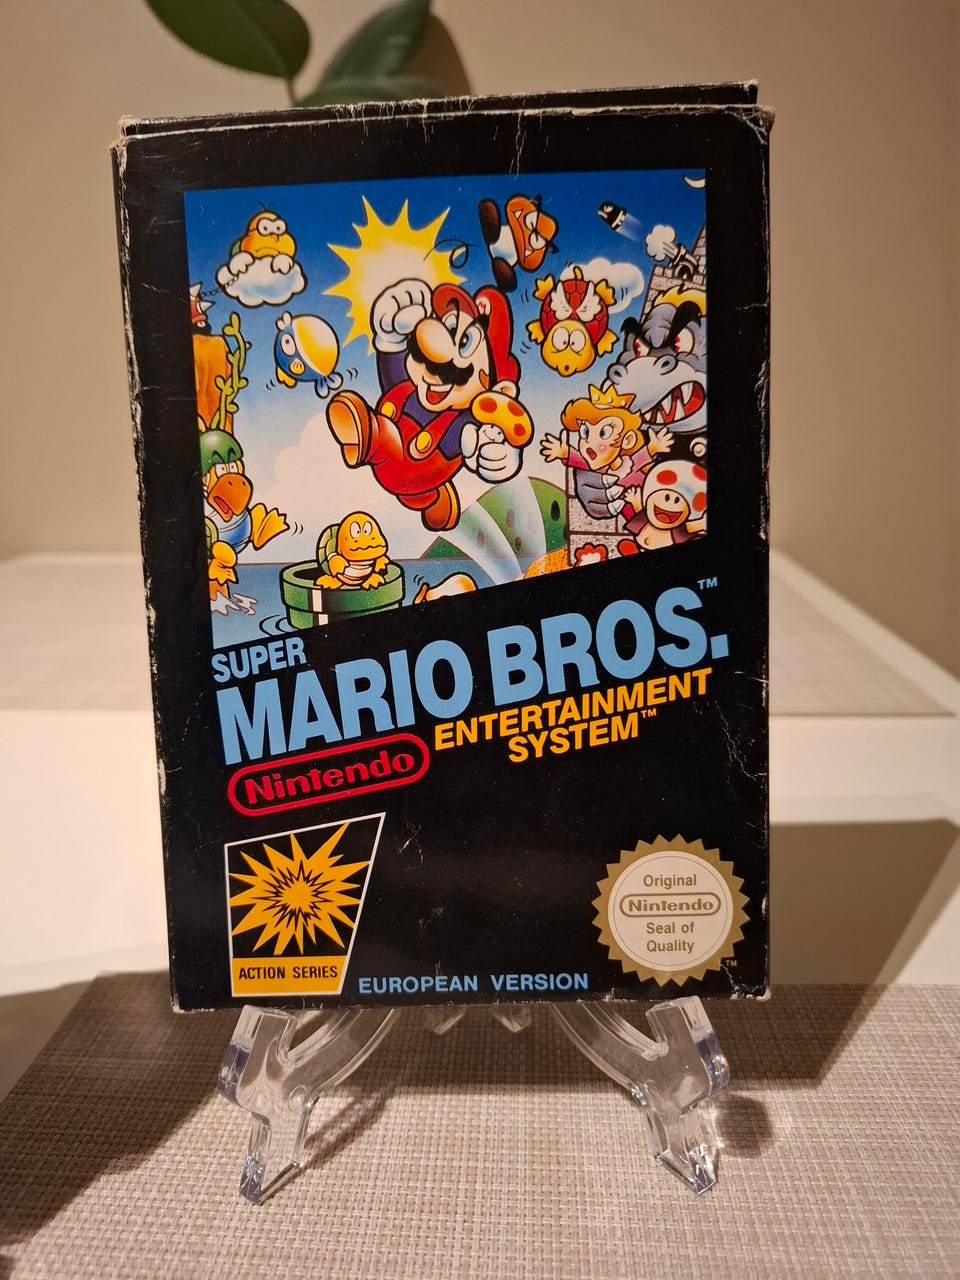 SUPER
MARIO BROS.™
Nintendo
ENTERTAINMENT
SYSTEM™
ACTION SERIES
EUROPEAN VERSION
Original
Nintendo
Seal of
Quality
TM